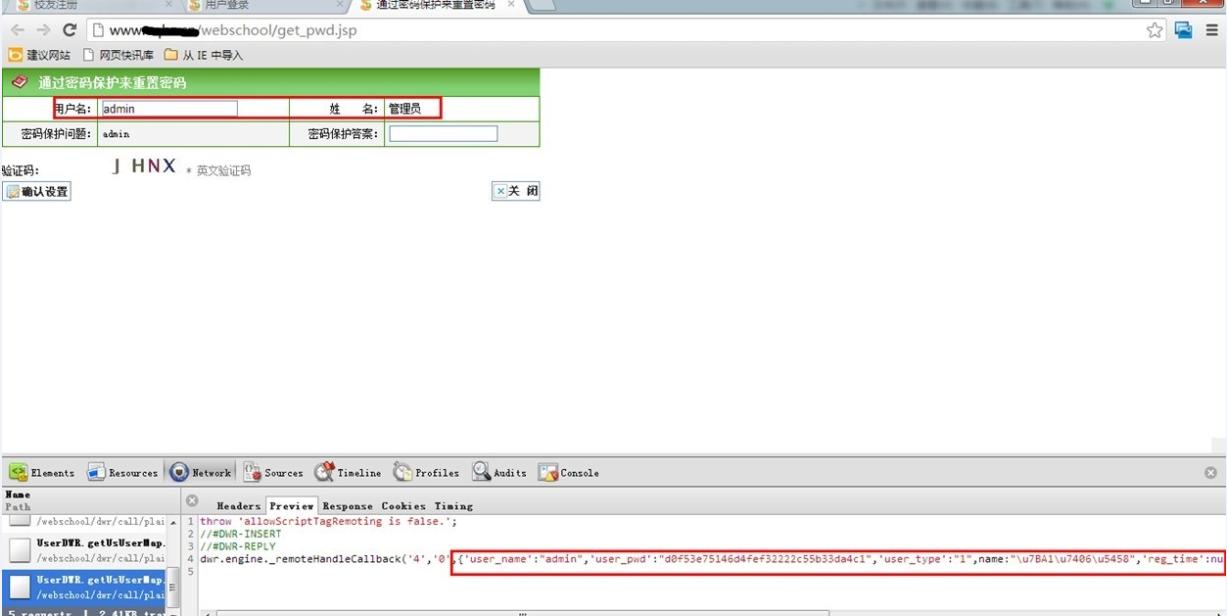 校友注册
用户登录
通过密码保护来重置密码
www /webschool/get_pwd.jsp
建议网站 网页快讯库 从 IE 中导入
通过密码保护来重置密码
用户名: admin 姓 名: 管理员
密码保护问题: admin 密码保护答案:
验证码: J HNX * 英文验证码
确认设置 关 闭
Elements Resources Network Sources Timeline Profiles Audits Console
Name
Path
Headers Preview Response Cookies Timing
/webschool/dwr/call/plai
UserDWR.getUsUserMap.
/webschool/dwr/call/plai
UserDWR.getUsUserMap.
/webschool/dwr/call/plai
1 throw 'allowScriptTagRemoting is false.';
2 //#DWR-INSERT
3 //#DWR-REPLY
4 dwr.engine._remoteHandleCallback('4','0',{'user_name':"admin",'user_pwd':"d0f53e75146d4fef32222c55b33da4c1",'user_type':"1",name:"\u7BA1\u7406\u5458",'reg_time':nu
5
5 requests | 2.41KB tra